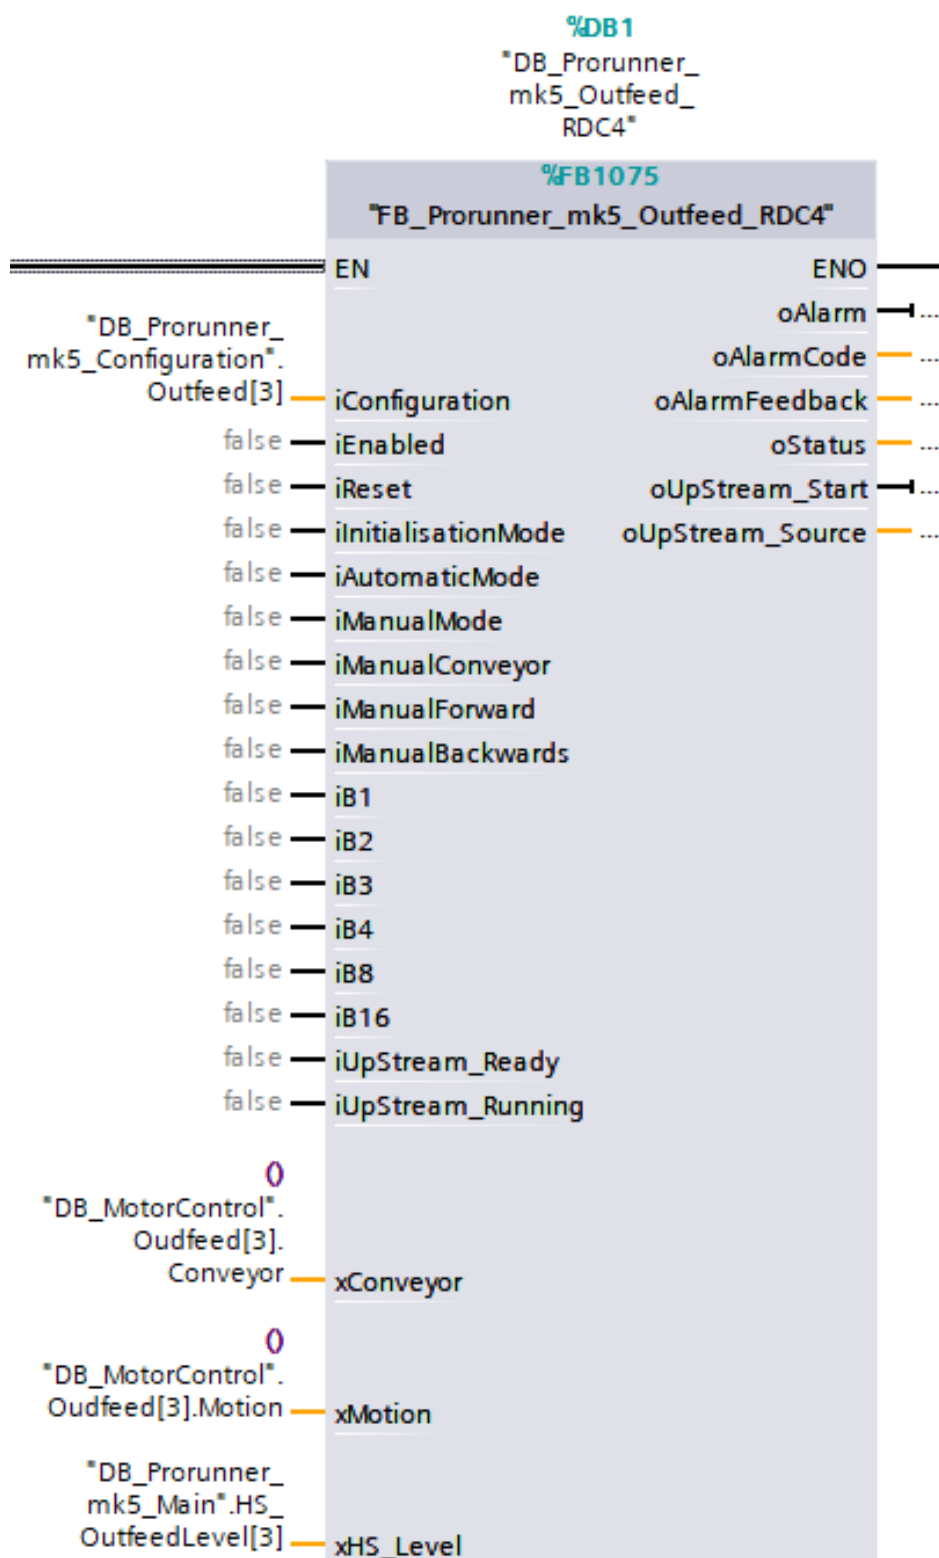 %DB1
"DB_Prorunner_
mk5_Outfeed_
RDC4"
%FB1075
"FB_Prorunner_mk5_Outfeed_RDC4"
EN ENO
oAlarm ...
"DB_Prorunner_
mk5_Configuration".
Outfeed[3] iConfiguration
oAlarmCode ...
oAlarmFeedback ...
false iEnabled oStatus ...
false iReset oUpStream_Start ...
false iInitialisationMode oUpStream_Source ...
false iAutomaticMode
false iManualMode
false iManualConveyor
false iManualForward
false iManualBackwards
false iB1
false iB2
false iB3
false iB4
false iB8
false iB16
false iUpStream_Ready
false iUpStream_Running
0
"DB_MotorControl".
Oudfeed[3].
Conveyor xConveyor
0
"DB_MotorControl".
Oudfeed[3].Motion xMotion
"DB_Prorunner_
mk5_Main".HS_
OutfeedLevel[3] xHS_Level